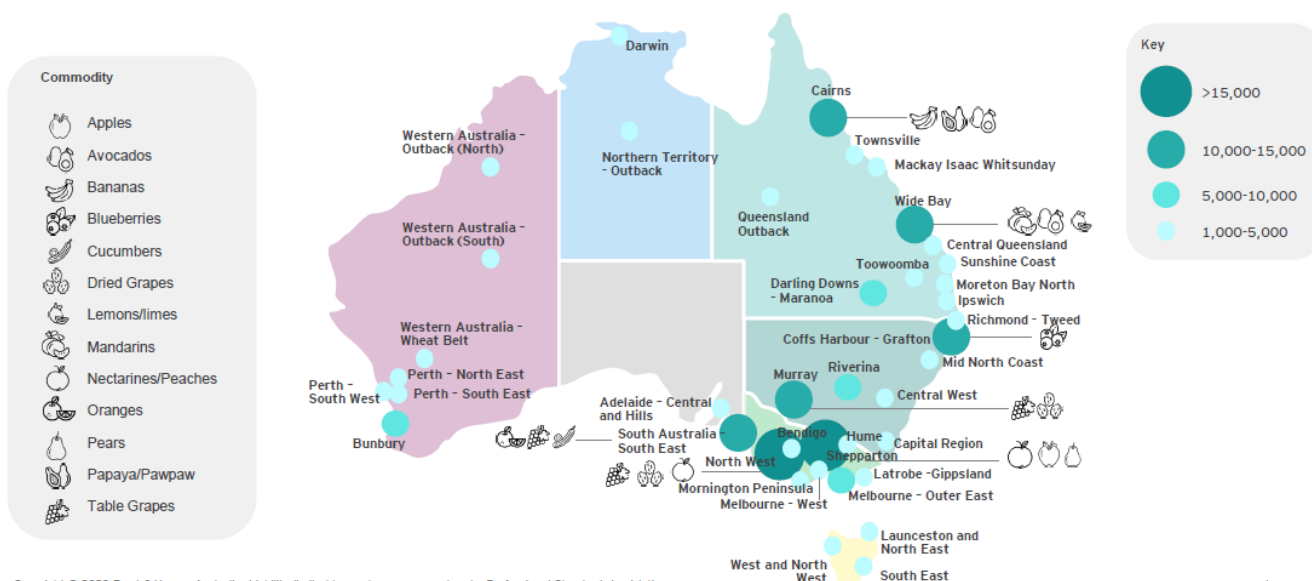 Commodity
Apples
Avocados
Bananas
Blueberries
Cucumbers
Dried Grapes
Lemons/limes
Mandarins
Nectarines/Peaches
Oranges
Pears
Papaya/Pawpaw
Table Grapes
Key
>15,000
10,000-15,000
5,000-10,000
1,000-5,000
Darwin
Northern Territory
- Outback
Western Australia -
Outback (North)
Western Australia -
Outback (South)
Western Australia -
Wheat Belt
Perth - North East
Perth -
South West
Perth - South East
Bunbury
Cairns
Townsville
Mackay Isaac Whitsunday
Queensland
Outback
Wide Bay
Central Queensland
Sunshine Coast
Toowoomba
Moreton Bay North
Ipswich
Darling Downs
- Maranoa
Richmond - Tweed
Coffs Harbour - Grafton
Mid North Coast
Riverina
Murray
Central West
Adelaide - Central
and Hills
South Australia -
South East
Bendigo
Hume
Capital Region
North West
Shepparton
Latrobe -Gippsland
Mornington Peninsula
Melbourne - West
Melbourne - Outer East
Launceston and
North East
West and North
West
South East